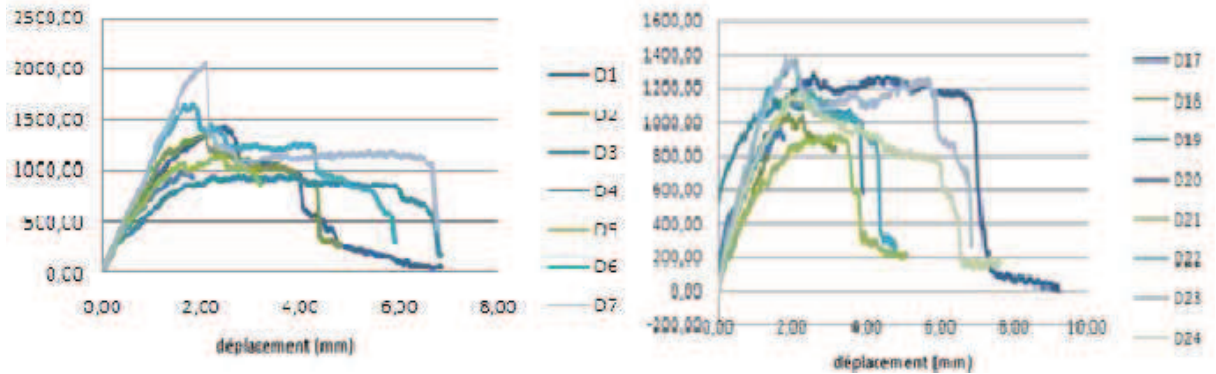 2500,00
2000,00
1500,00
1000,00
500,00
0,00
0,00 2,00 4,00 6,00 8,00
déplacement (mm)
D1
D2
D3
D4
D5
D6
D7
1600,00
1400,00
1200,00
1000,00
800,00
600,00
400,00
200,00
0,00
-200,00
0,00 2,00 4,00 6,00 8,00 10,00
déplacement (mm)
D17
D18
D19
D20
D21
D22
D23
D24